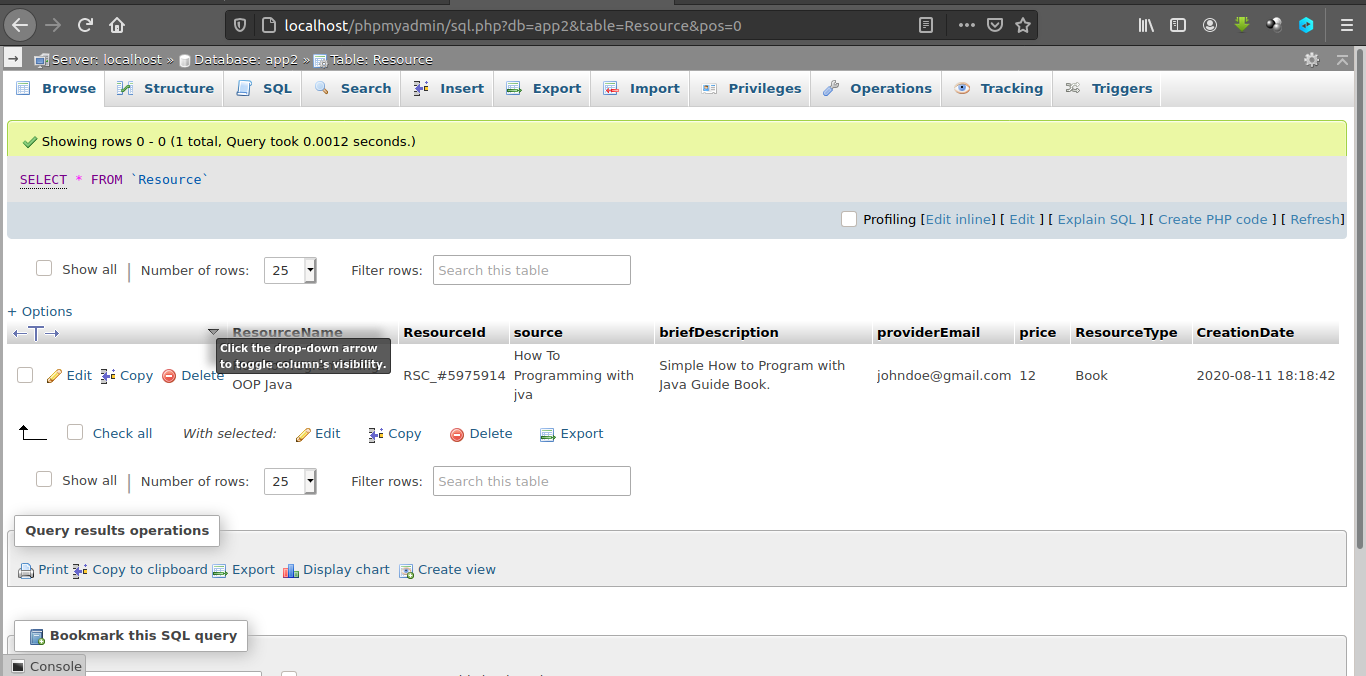 localhost/phpmyadmin/sql.php?db=app2&table=Resource&pos=0
Server: localhost » Database: app2 » Table: Resource
Browse Structure SQL Search Insert Export Import Privileges Operations Tracking Triggers
Showing rows 0 - 0 (1 total, Query took 0.0012 seconds.)
SELECT * FROM `Resource`
Profiling [Edit inline] [ Edit ] [ Explain SQL ] [ Create PHP code ] [ Refresh]
Show all | Number of rows: 25 Filter rows: Search this table
+ Options
←T→ ResourceName ResourceId source briefDescription providerEmail price ResourceType CreationDate
Click the drop-down arrow
to toggle column's visibility.
Edit Copy Delete
OOP Java
RSC_#5975914
How To
Programming with
jva
Simple How to Program with
Java Guide Book.
johndoe@gmail.com
12
Book
2020-08-11 18:18:42
Check all With selected: Edit Copy Delete Export
Show all | Number of rows: 25 Filter rows: Search this table
Query results operations
Print Copy to clipboard Export Display chart Create view
Bookmark this SQL query
Console